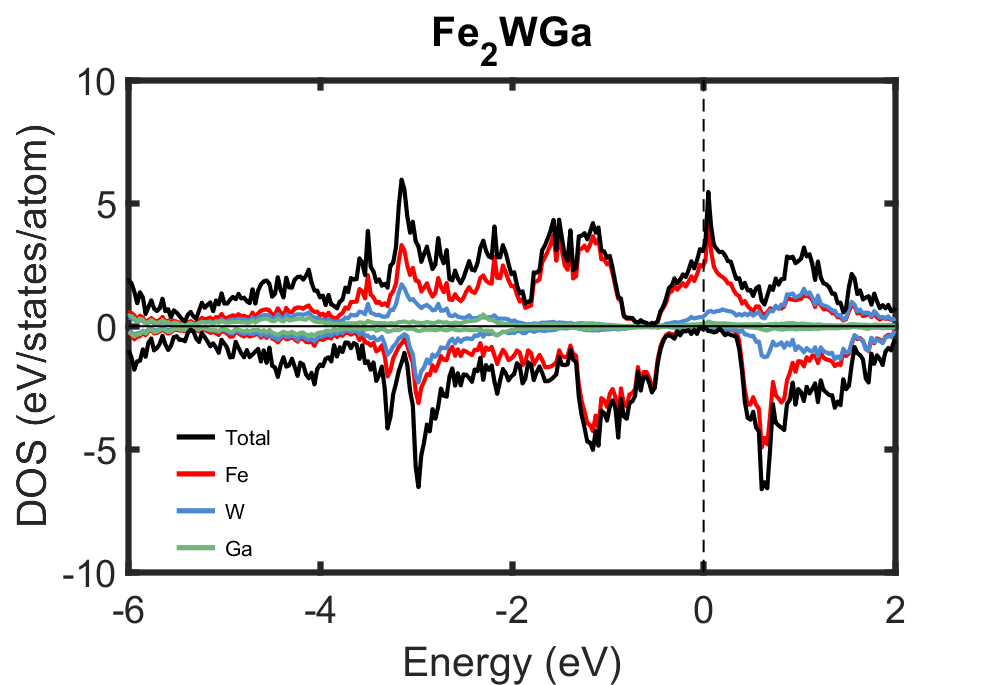 Fe₂WGa
10
5
0
-5
-10
DOS (eV/states/atom)
Total
Fe
W
Ga
-6
-4
-2
0
2
Energy (eV)